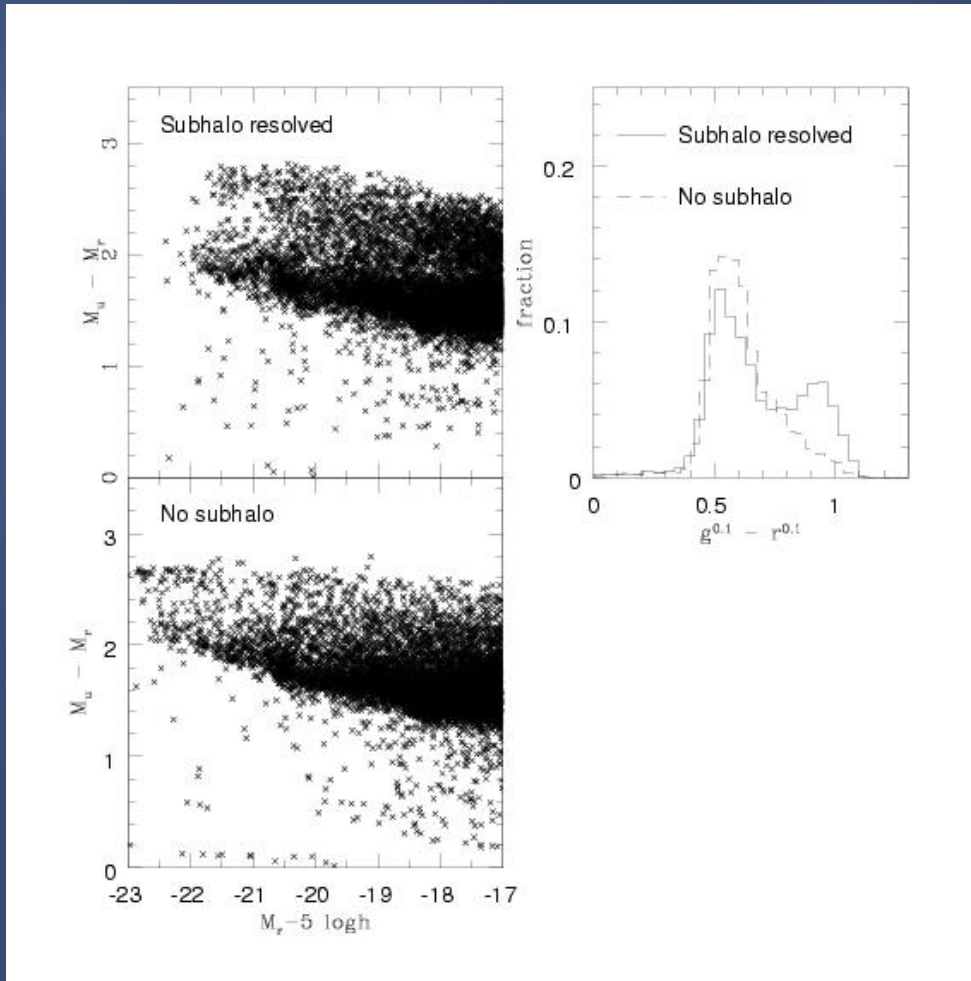 Subhalo resolved
3
2
1
0
M_u − M_r
No subhalo
3
2
1
0
M_u − M_r
-23 -22 -21 -20 -19 -18 -17
M_r−5 logh
Subhalo resolved
No subhalo
0.2
0.1
0
fraction
0 0.5 1
g^0.1 − r^0.1